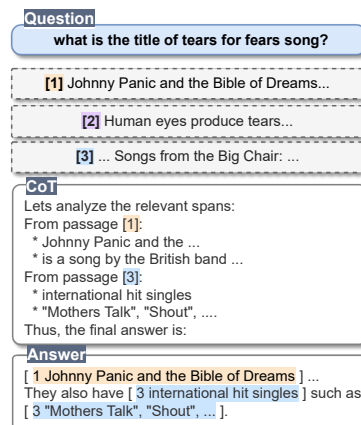 Question
what is the title of tears for fears song?
[1] Johnny Panic and the Bible of Dreams...
[2] Human eyes produce tears...
[3] ... Songs from the Big Chair: ...
CoT
Lets analyze the relevant spans:
From passage [1]:
* Johnny Panic and the ...
* is a song by the British band ...
From passage [3]:
* international hit singles
* "Mothers Talk", "Shout", ....
Thus, the final answer is:
Answer
[ 1 Johnny Panic and the Bible of Dreams ] ...
They also have [ 3 international hit singles ] such as
[ 3 "Mothers Talk", "Shout", ... ].